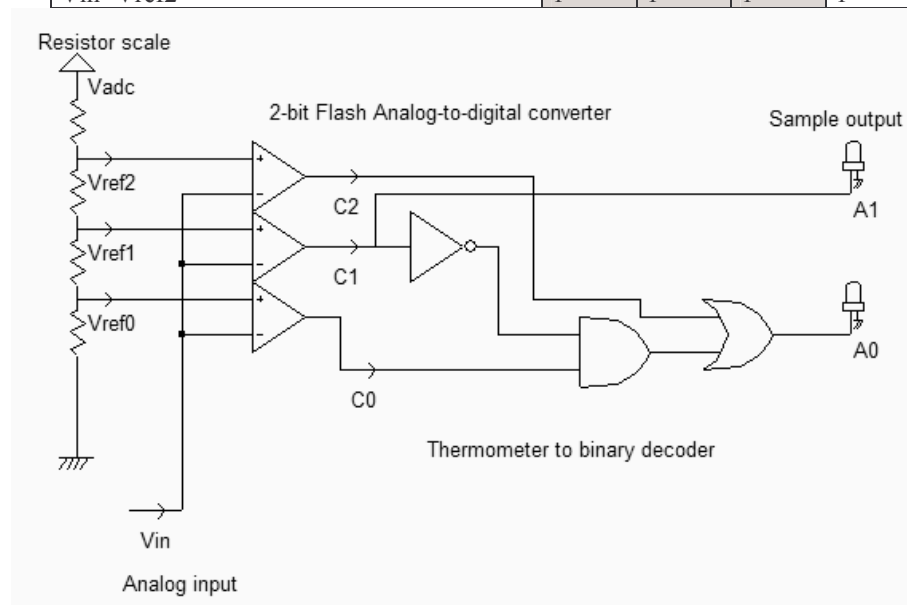 Resistor scale
Vadc
2-bit Flash Analog-to-digital converter
Sample output
Vref2
C2
A1
Vref1
C1
Vref0
A0
C0
Thermometer to binary decoder
Vin
Analog input